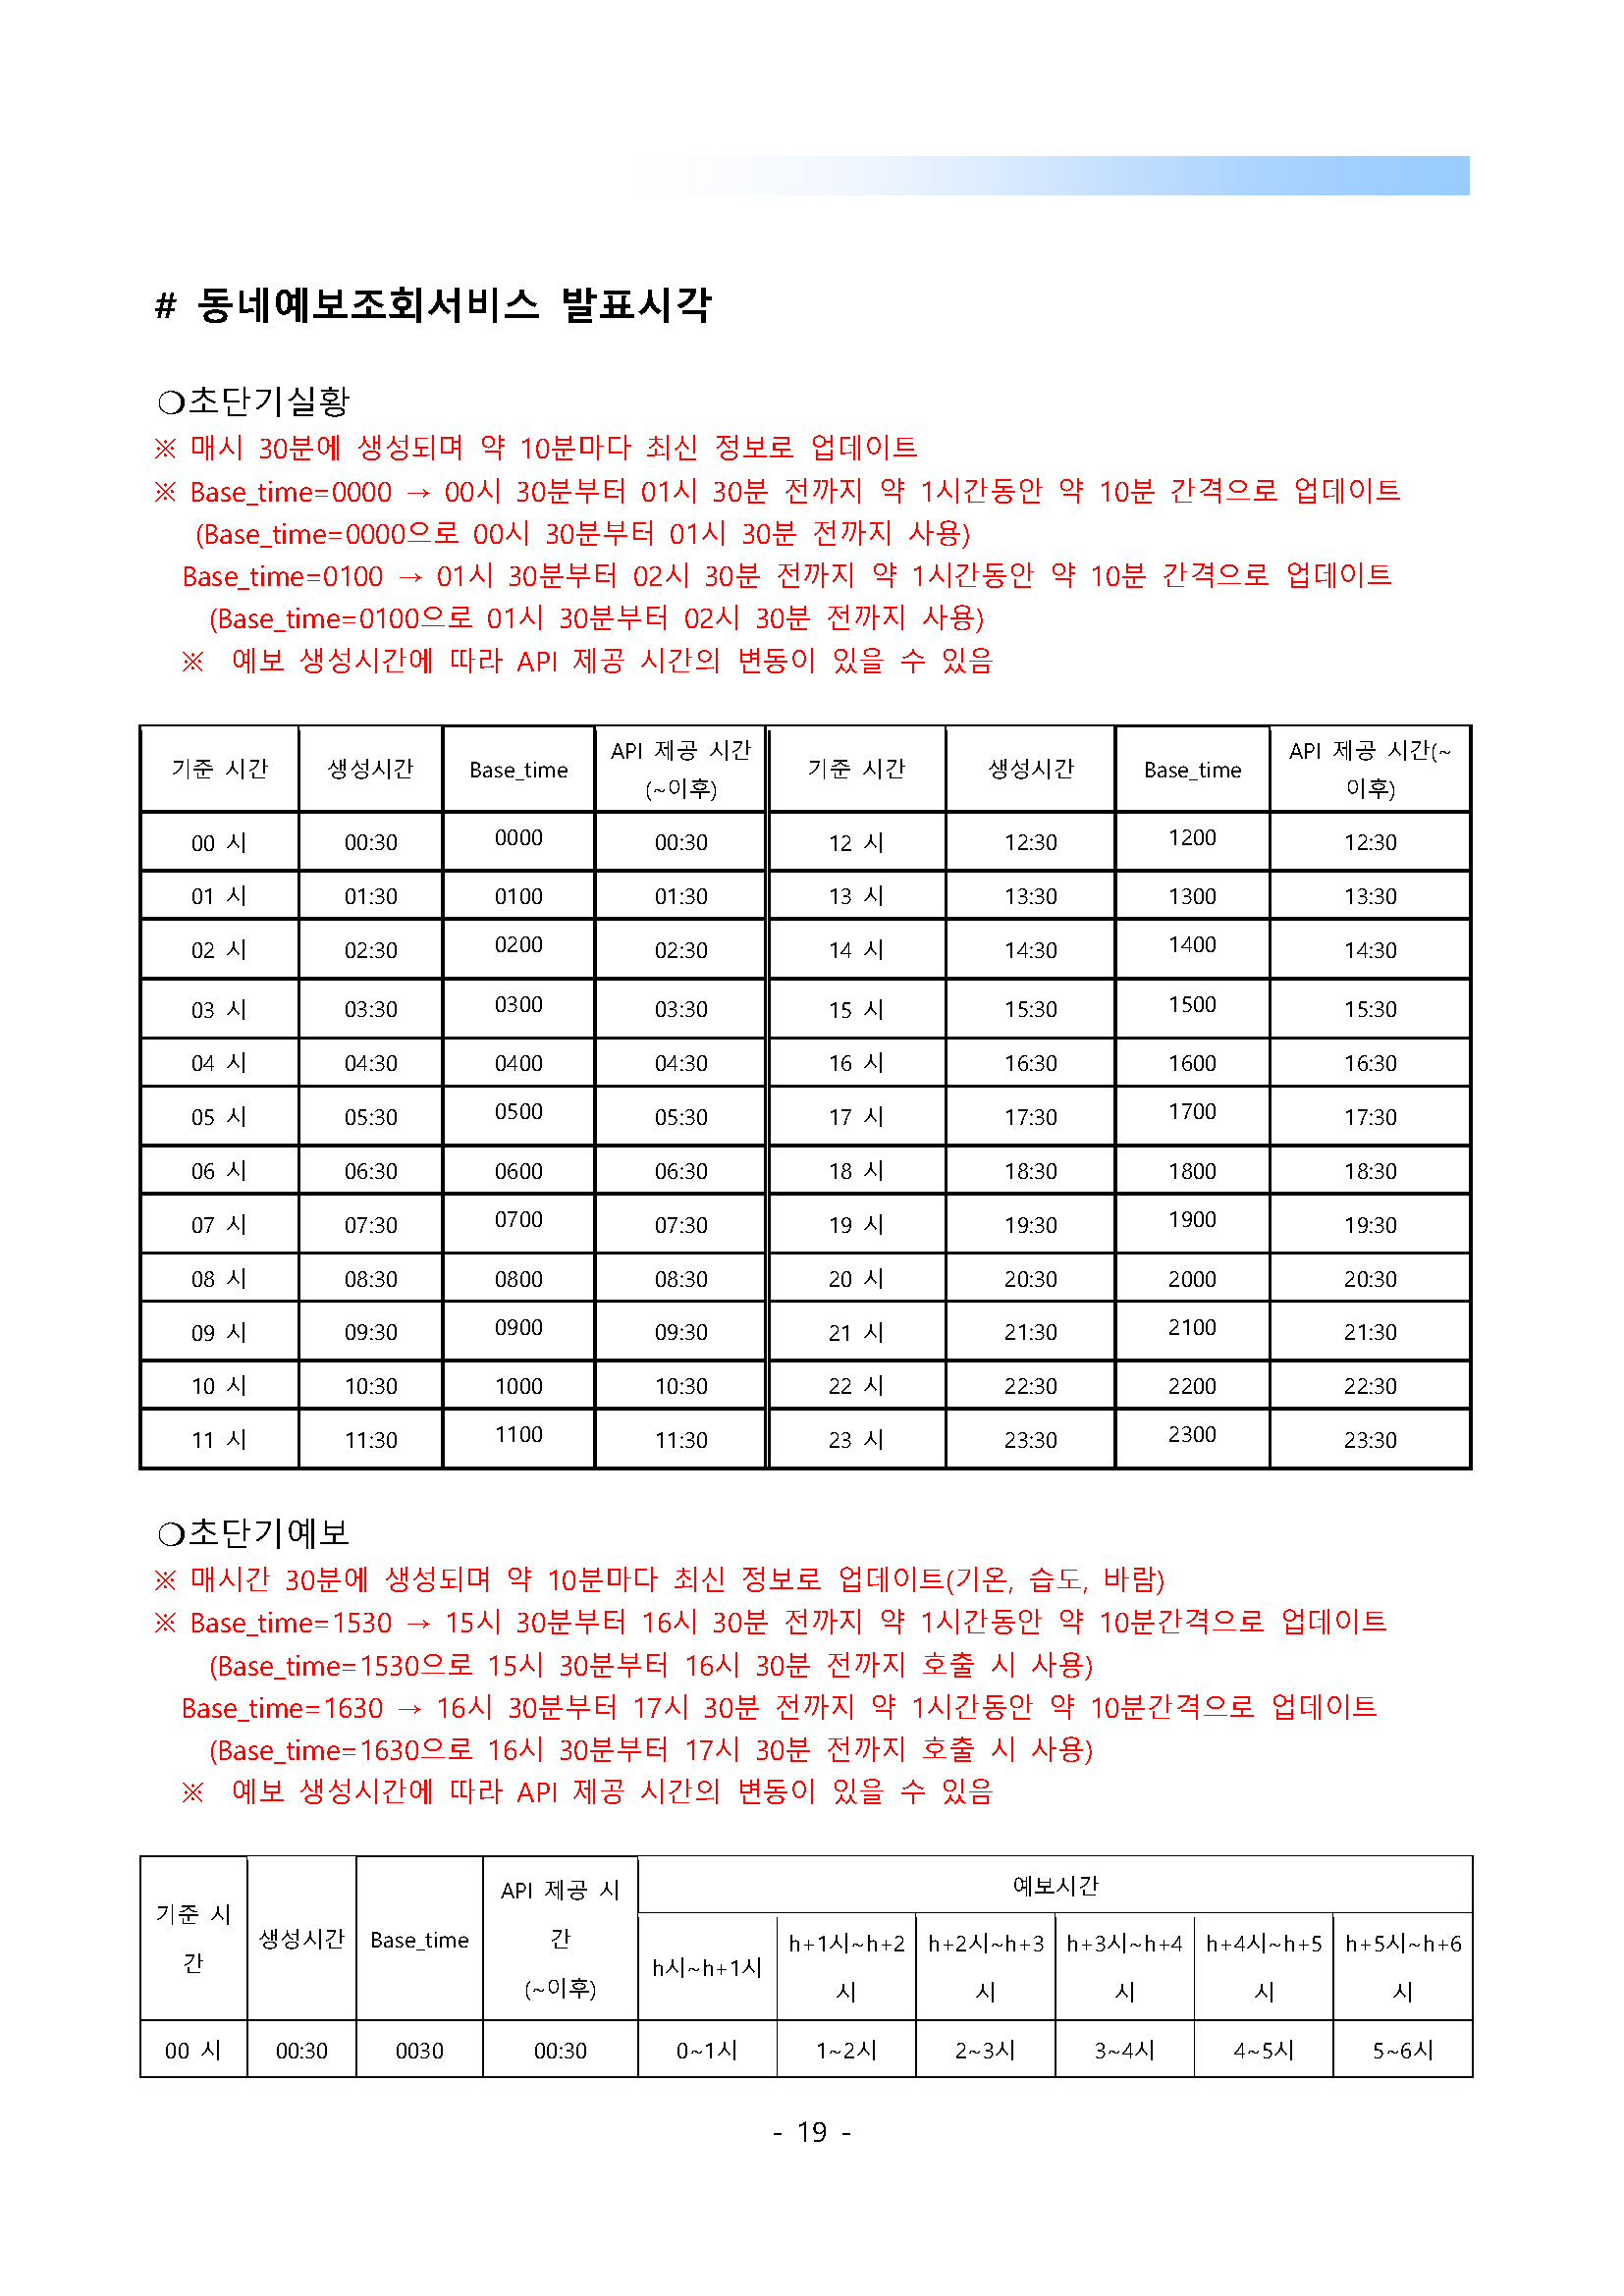 # 동네예보조회서비스 발표시각
❍초단기실황
※ 매시 30분에 생성되며 약 10분마다 최신 정보로 업데이트
※ Base_time=0000 → 00시 30분부터 01시 30분 전까지 약 1시간동안 약 10분 간격으로 업데이트
(Base_time=0000으로 00시 30분부터 01시 30분 전까지 사용)
Base_time=0100 → 01시 30분부터 02시 30분 전까지 약 1시간동안 약 10분 간격으로 업데이트
(Base_time=0100으로 01시 30분부터 02시 30분 전까지 사용)
※ 예보 생성시간에 따라 API 제공 시간의 변동이 있을 수 있음
기준 시간 생성시간 Base_time API 제공 시간 (~이후) 기준 시간 생성시간 Base_time API 제공 시간(~ 이후)
00 시 00:30 0000 00:30 12 시 12:30 1200 12:30
01 시 01:30 0100 01:30 13 시 13:30 1300 13:30
02 시 02:30 0200 02:30 14 시 14:30 1400 14:30
03 시 03:30 0300 03:30 15 시 15:30 1500 15:30
04 시 04:30 0400 04:30 16 시 16:30 1600 16:30
05 시 05:30 0500 05:30 17 시 17:30 1700 17:30
06 시 06:30 0600 06:30 18 시 18:30 1800 18:30
07 시 07:30 0700 07:30 19 시 19:30 1900 19:30
08 시 08:30 0800 08:30 20 시 20:30 2000 20:30
09 시 09:30 0900 09:30 21 시 21:30 2100 21:30
10 시 10:30 1000 10:30 22 시 22:30 2200 22:30
11 시 11:30 1100 11:30 23 시 23:30 2300 23:30
❍초단기예보
※ 매시간 30분에 생성되며 약 10분마다 최신 정보로 업데이트(기온, 습도, 바람)
※ Base_time=1530 → 15시 30분부터 16시 30분 전까지 약 1시간동안 약 10분간격으로 업데이트
(Base_time=1530으로 15시 30분부터 16시 30분 전까지 호출 시 사용)
Base_time=1630 → 16시 30분부터 17시 30분 전까지 약 1시간동안 약 10분간격으로 업데이트
(Base_time=1630으로 16시 30분부터 17시 30분 전까지 호출 시 사용)
※ 예보 생성시간에 따라 API 제공 시간의 변동이 있을 수 있음
기준 시간 생성시간 Base_time API 제공 시간 (~이후) 예보시간
h시~h+1시 h+1시~h+2시 h+2시~h+3시 h+3시~h+4시 h+4시~h+5시 h+5시~h+6시
00 시 00:30 0030 00:30 0~1시 1~2시 2~3시 3~4시 4~5시 5~6시
- 19 -